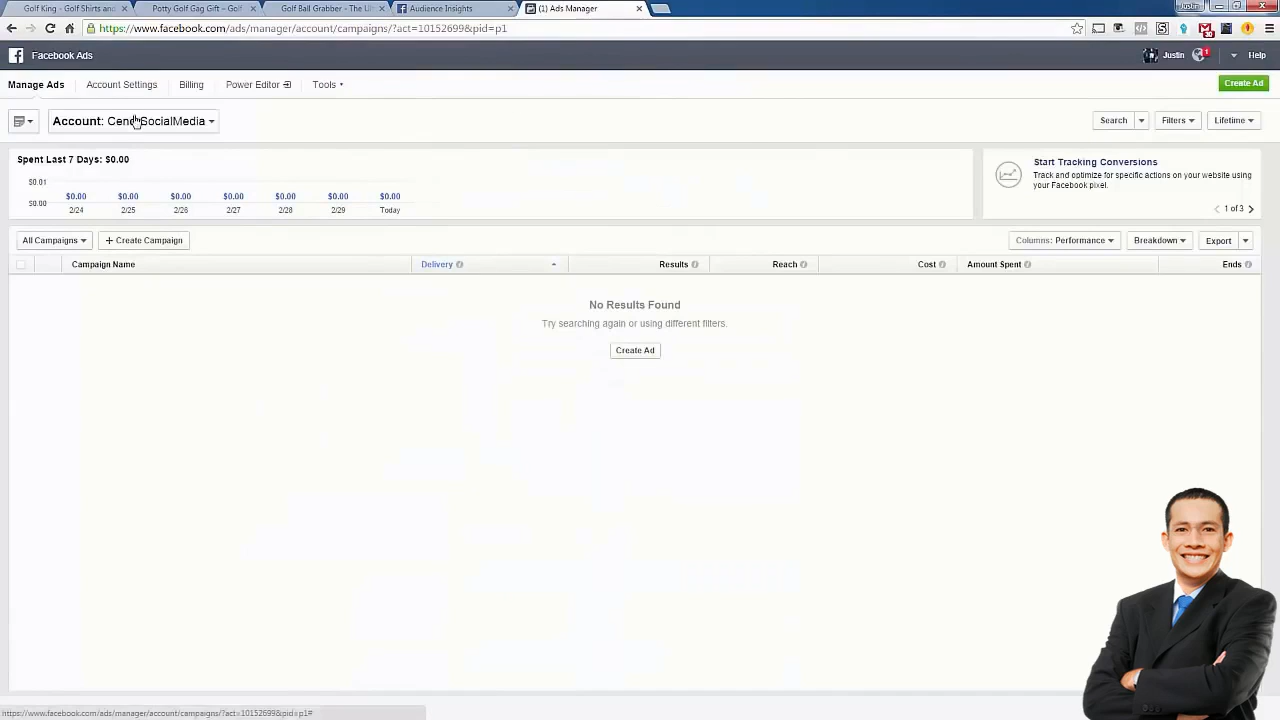 Golf King - Golf Shirts and
Potty Golf Gag Gift – Golf
Golf Ball Grabber - The Ult
Audience Insights
(1) Ads Manager
Justin
https://www.facebook.com/ads/manager/account/campaigns/?act=10152699&pid=p1
30
Facebook Ads
Justin
1
Help
Manage Ads
Account Settings
Billing
Power Editor
Tools
Create Ad
Account:
Search
Filters
Lifetime
Spent Last 7 Days: $0.00
$0.01
$0.00
$0.00 $0.00 $0.00 $0.00 $0.00 $0.00 $0.00
2/24 2/25 2/26 2/27 2/28 2/29 Today
Start Tracking Conversions
Track and optimize for specific actions on your website using
your Facebook pixel.
1 of 3
All Campaigns
+ Create Campaign
Columns: Performance
Breakdown
Export
Campaign Name
Delivery
Results
Reach
Cost
Amount Spent
Ends
No Results Found
Try searching again or using different filters.
Create Ad
https://www.facebook.com/ads/manager/account/campaigns/?act=10152699&pid=p1#